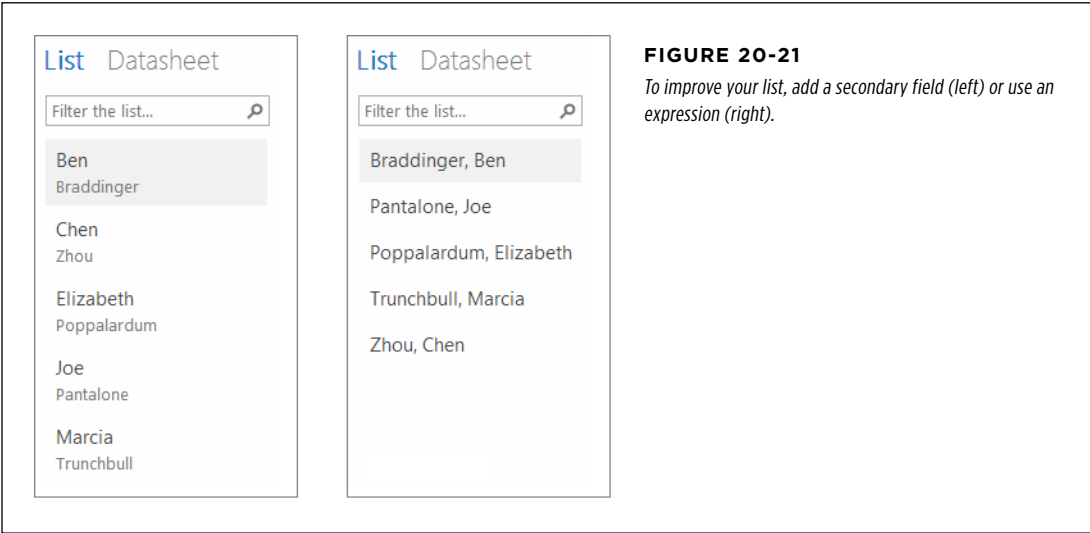 List Datasheet
Filter the list...
Ben
Braddinger
Chen
Zhou
Elizabeth
Poppalardum
Joe
Pantalone
Marcia
Trunchbull
List Datasheet
Filter the list...
Braddinger, Ben
Pantalone, Joe
Poppalardum, Elizabeth
Trunchbull, Marcia
Zhou, Chen
FIGURE 20-21
To improve your list, add a secondary field (left) or use an
expression (right).